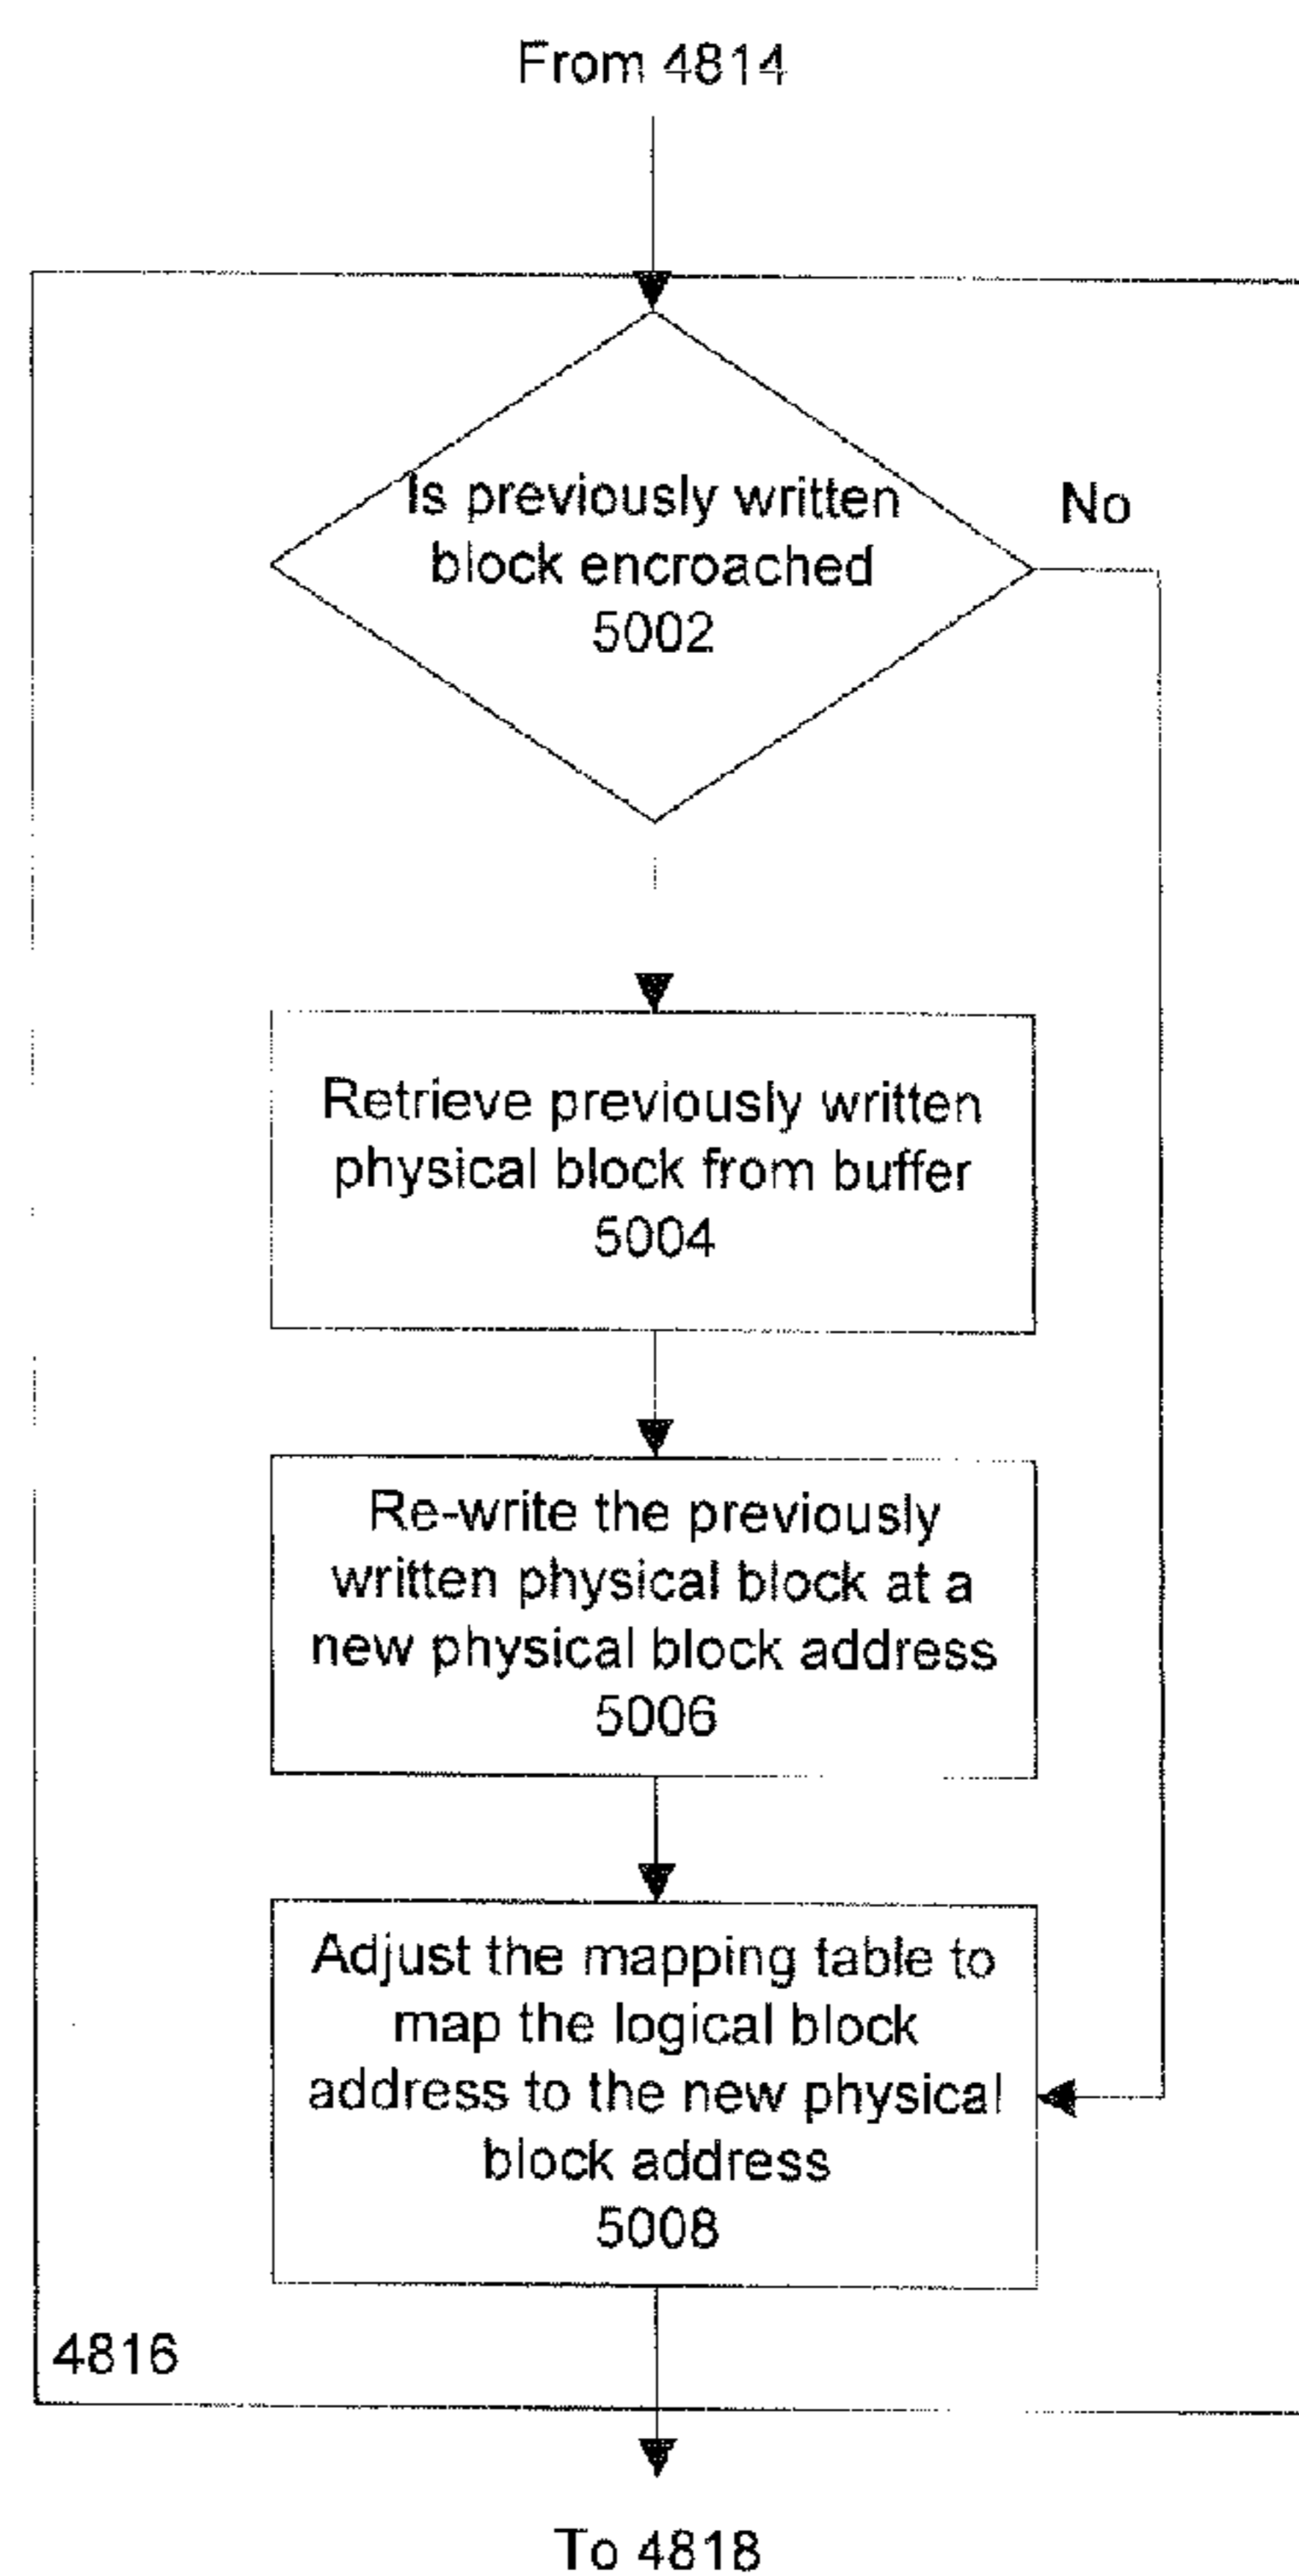 From 4814
Is previously written
block encroached
5002
No
Retrieve previously written
physical block from buffer
5004
Re-write the previously
written physical block at a
new physical block address
5006
Adjust the mapping table to
map the logical block
address to the new physical
block address
5008
4816
To 4818